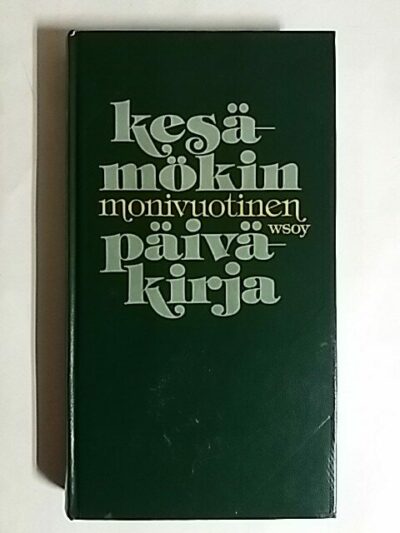 kesä-
mökin
monivuotinen
wsoy
päivä-
kirja